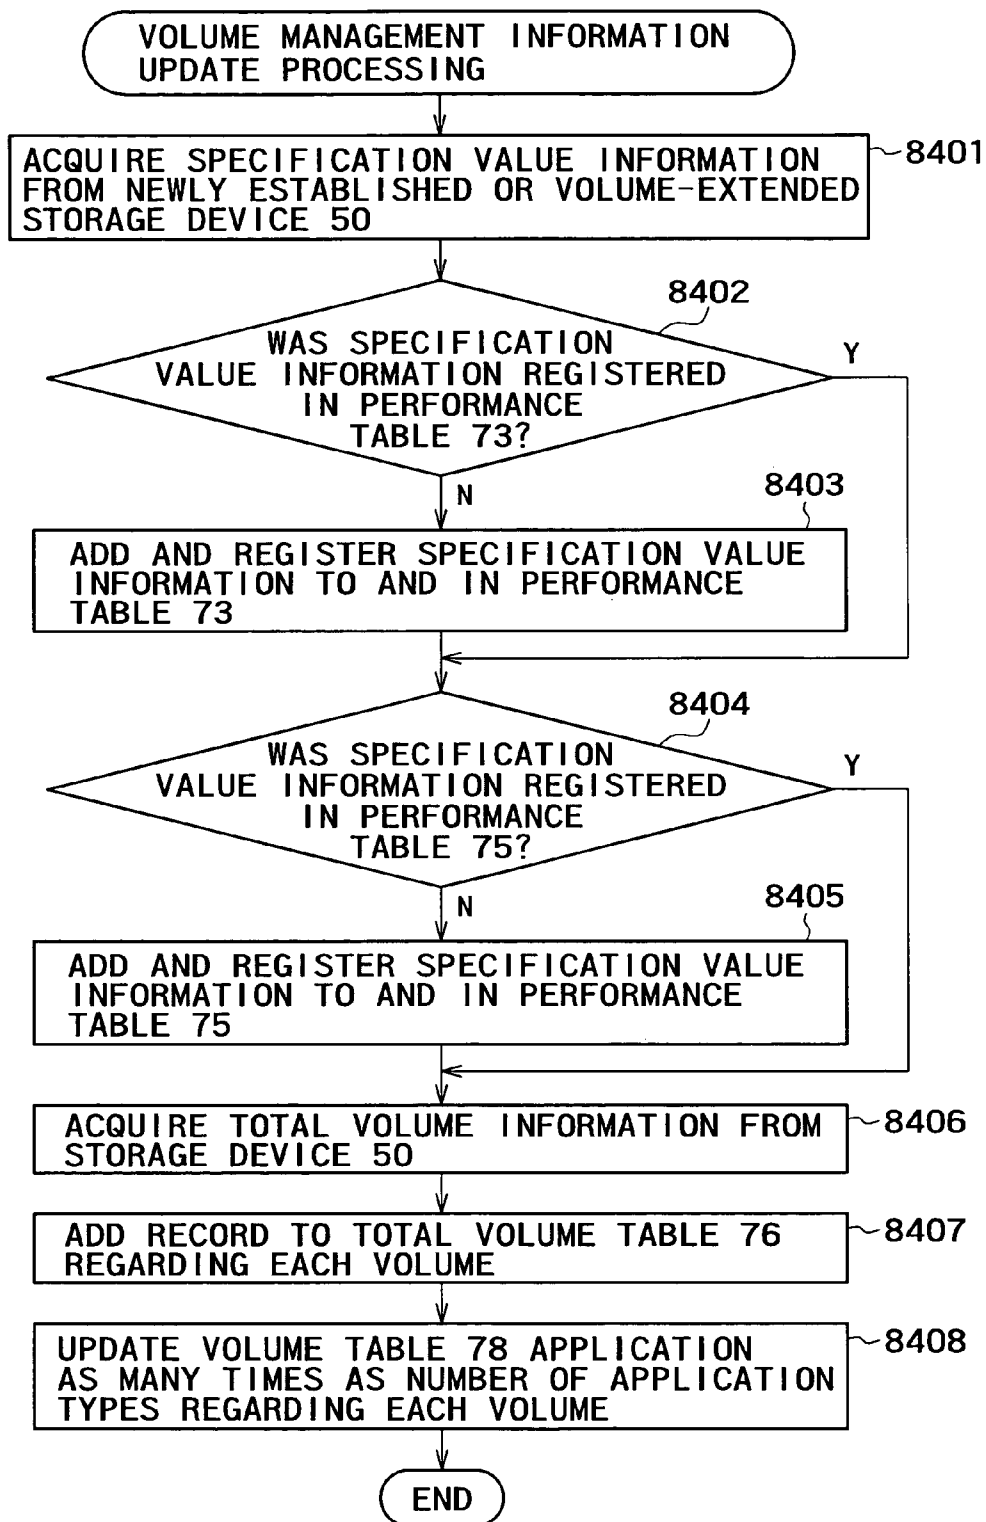 VOLUME MANAGEMENT INFORMATION
UPDATE PROCESSING
ACQUIRE SPECIFICATION VALUE INFORMATION
FROM NEWLY ESTABLISHED OR VOLUME-EXTENDED
STORAGE DEVICE 50
8401
8402
WAS SPECIFICATION
VALUE INFORMATION REGISTERED
IN PERFORMANCE
TABLE 73?
Y
N
8403
ADD AND REGISTER SPECIFICATION VALUE
INFORMATION TO AND IN PERFORMANCE
TABLE 73
8404
WAS SPECIFICATION
VALUE INFORMATION REGISTERED
IN PERFORMANCE
TABLE 75?
Y
N
8405
ADD AND REGISTER SPECIFICATION VALUE
INFORMATION TO AND IN PERFORMANCE
TABLE 75
ACQUIRE TOTAL VOLUME INFORMATION FROM
STORAGE DEVICE 50
8406
ADD RECORD TO TOTAL VOLUME TABLE 76
REGARDING EACH VOLUME
8407
UPDATE VOLUME TABLE 78 APPLICATION
AS MANY TIMES AS NUMBER OF APPLICATION
TYPES REGARDING EACH VOLUME
8408
END